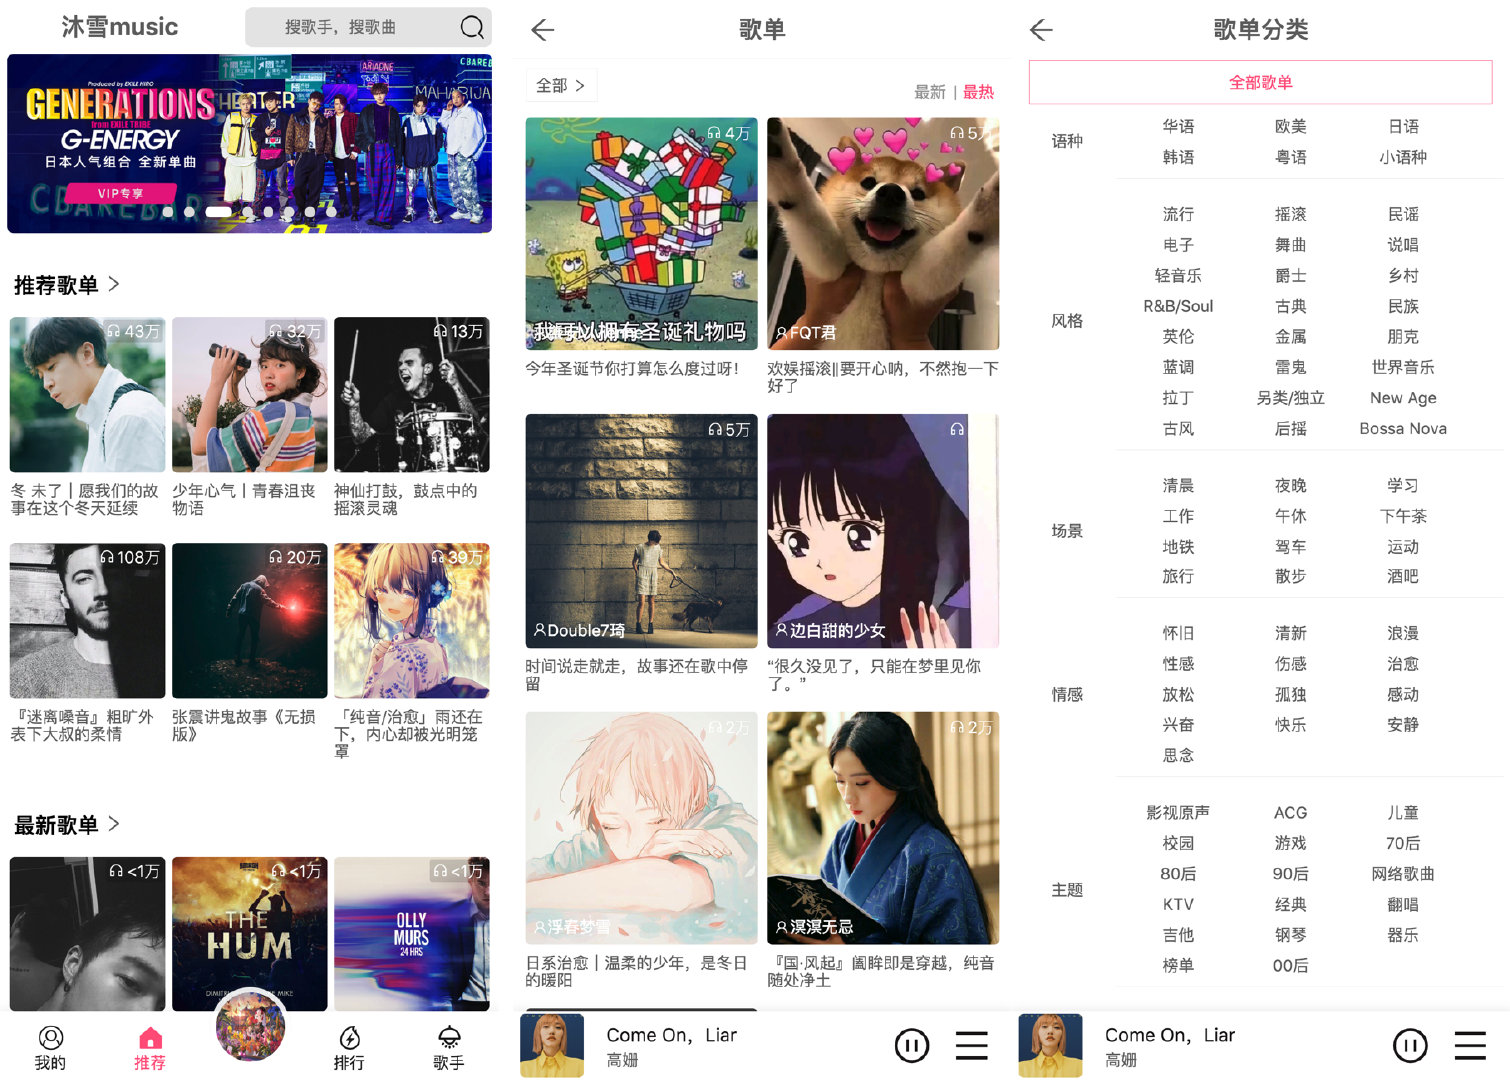 沐雪music
搜歌手，搜歌曲
Produced by EXILE HIRO
GENERATIONS
from EXILE TRIBE
G-ENERGY
日本人气组合 全新单曲
VIP专享
THEATER
ARIADNE
MAHARAJA
推荐歌单 >
43万
32万
13万
冬 未了丨愿我们的故
事在这个冬天延续
少年心气丨青春沮丧
物语
神仙打鼓，鼓点中的
摇滚灵魂
108万
20万
39万
『迷离嗓音』粗旷外
表下大叔的柔情
张震讲鬼故事《无损
版》
「纯音/治愈」雨还在
下，内心却被光明笼
罩
最新歌单 >
<1万
<1万
<1万
THE
HUM
OLLY
MURS
24 HRS
我的
推荐
排行
歌手
歌单
全部 >
最新 | 最热
4万
5万
我可以拥有圣诞礼物吗
FQT君
今年圣诞节你打算怎么度过呀！
欢娱摇滚‖要开心呐，不然抱一下
好了
5万
Double7琦
边白甜的少女
时间说走就走，故事还在歌中停
留
“很久没见了，只能在梦里见你
了。”
2万
2万
浮春梦雪
溟溟无忌
日系治愈丨温柔的少年，是冬日
的暖阳
『国·风起』阖眸即是穿越，纯音
随处净土
Come On，Liar
高姗
歌单分类
全部歌单
语种
华语 欧美 日语
韩语 粤语 小语种
风格
流行 摇滚 民谣
电子 舞曲 说唱
轻音乐 爵士 乡村
R&B/Soul 古典 民族
英伦 金属 朋克
蓝调 雷鬼 世界音乐
拉丁 另类/独立 New Age
古风 后摇 Bossa Nova
场景
清晨 夜晚 学习
工作 午休 下午茶
地铁 驾车 运动
旅行 散步 酒吧
情感
怀旧 清新 浪漫
性感 伤感 治愈
放松 孤独 感动
兴奋 快乐 安静
思念
主题
影视原声 ACG 儿童
校园 游戏 70后
80后 90后 网络歌曲
KTV 经典 翻唱
吉他 钢琴 器乐
榜单 00后
Come On，Liar
高姗